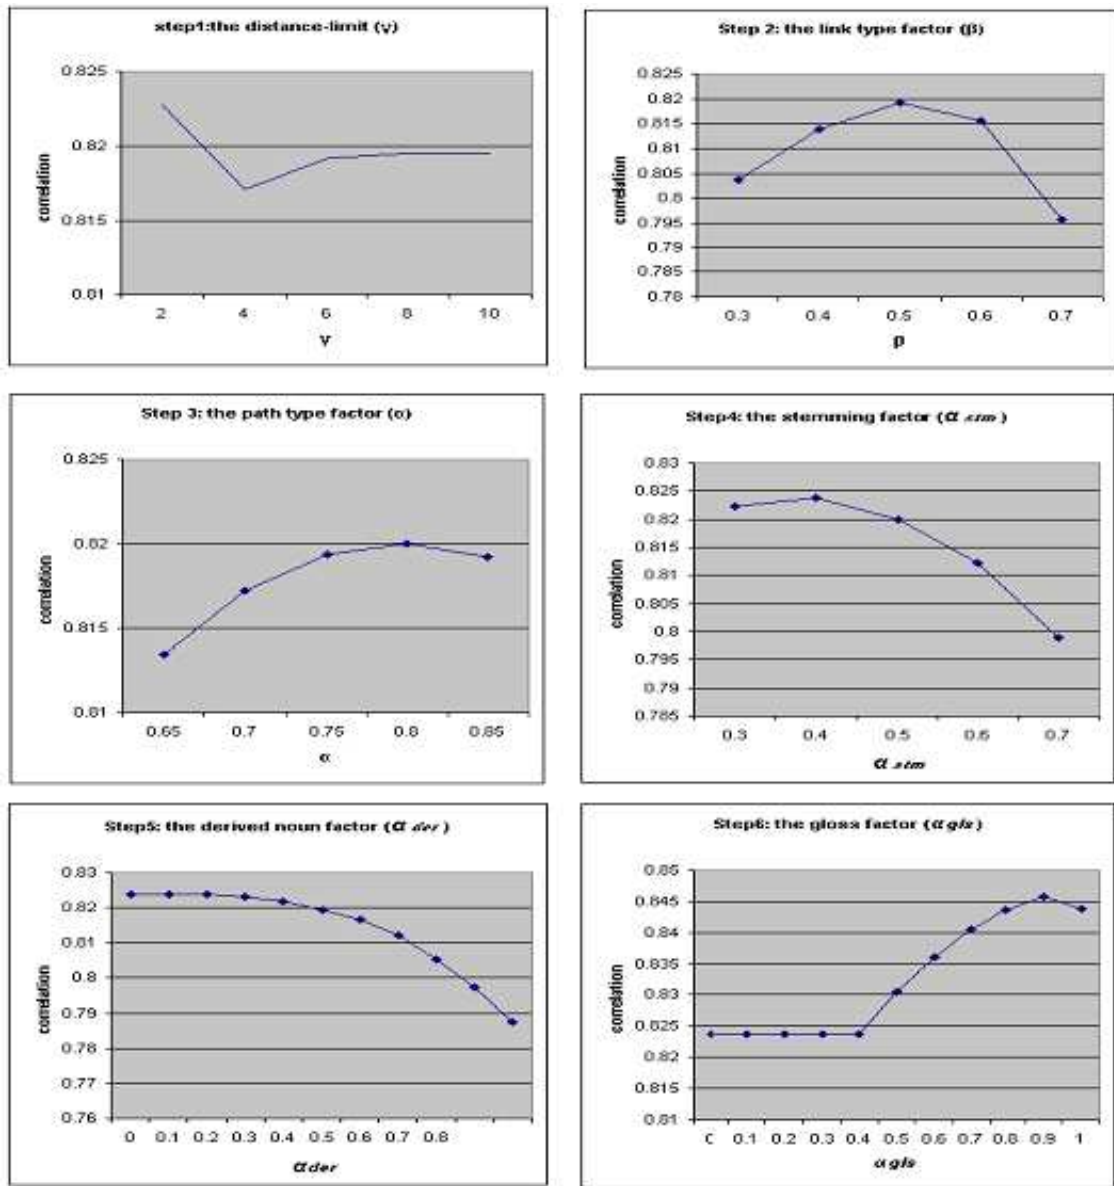 step1:the distance-limit (γ)
correlation
0.825
0.82
0.815
0.81
2 4 6 8 10
γ
Step 2: the link type factor (β)
correlation
0.825
0.82
0.815
0.81
0.805
0.8
0.795
0.79
0.785
0.78
0.3 0.4 0.5 0.6 0.7
β
Step 3: the path type factor (α)
correlation
0.825
0.82
0.815
0.81
0.65 0.7 0.75 0.8 0.85
α
Step4: the stemming factor (α stm)
correlation
0.83
0.825
0.82
0.815
0.81
0.805
0.8
0.795
0.79
0.785
0.3 0.4 0.5 0.6 0.7
α stm
Step5: the derived noun factor (α der)
correlation
0.83
0.82
0.81
0.8
0.79
0.78
0.77
0.76
0 0.1 0.2 0.3 0.4 0.5 0.6 0.7 0.8
α der
Step6: the gloss factor (α gls)
correlation
0.85
0.845
0.84
0.835
0.83
0.825
0.82
0.815
0.81
0 0.1 0.2 0.3 0.4 0.5 0.6 0.7 0.8 0.9 1
α gls